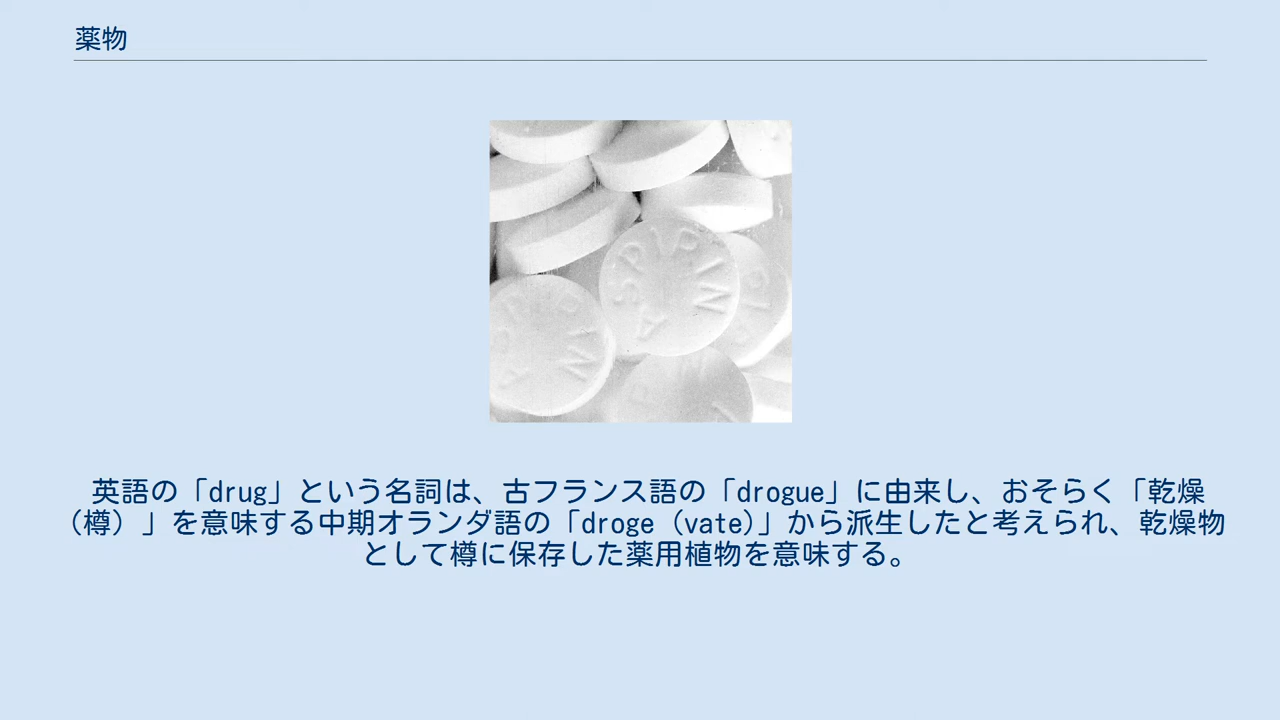 薬物
ASPIRIN
英語の「drug」という名詞は、古フランス語の「drogue」に由来し、おそらく「乾燥
（樽）」を意味する中期オランダ語の「droge（vate）」から派生したと考えられ、乾燥物
として樽に保存した薬用植物を意味する。